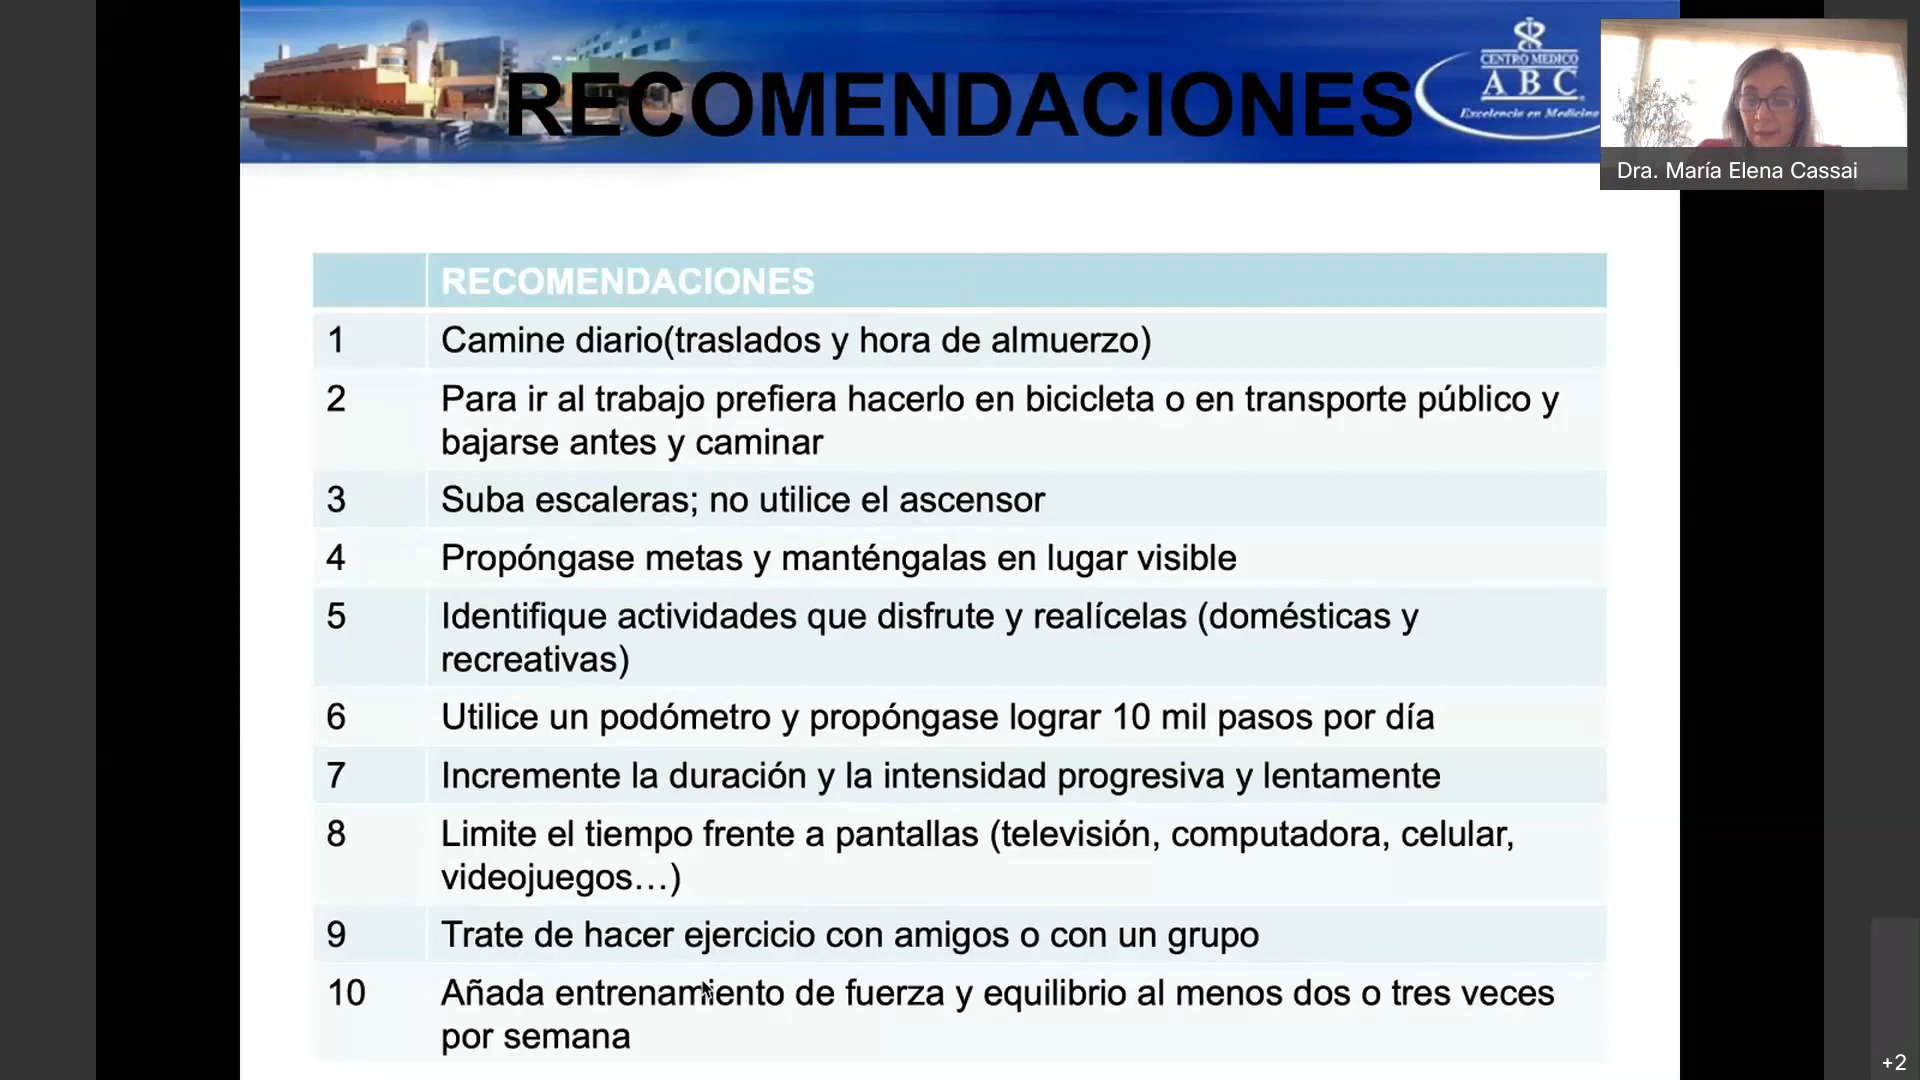 RECOMENDACIONES
CENTRO MEDICO
ABC
Excelencia en Medicina
Dra. María Elena Cassai
RECOMENDACIONES
1 Camine diario(traslados y hora de almuerzo)
2 Para ir al trabajo prefiera hacerlo en bicicleta o en transporte público y
bajarse antes y caminar
3 Suba escaleras; no utilice el ascensor
4 Propóngase metas y manténgalas en lugar visible
5 Identifique actividades que disfrute y realícelas (domésticas y
recreativas)
6 Utilice un podómetro y propóngase lograr 10 mil pasos por día
7 Incremente la duración y la intensidad progresiva y lentamente
8 Limite el tiempo frente a pantallas (televisión, computadora, celular,
videojuegos…)
9 Trate de hacer ejercicio con amigos o con un grupo
10 Añada entrenamiento de fuerza y equilibrio al menos dos o tres veces
por semana
+2